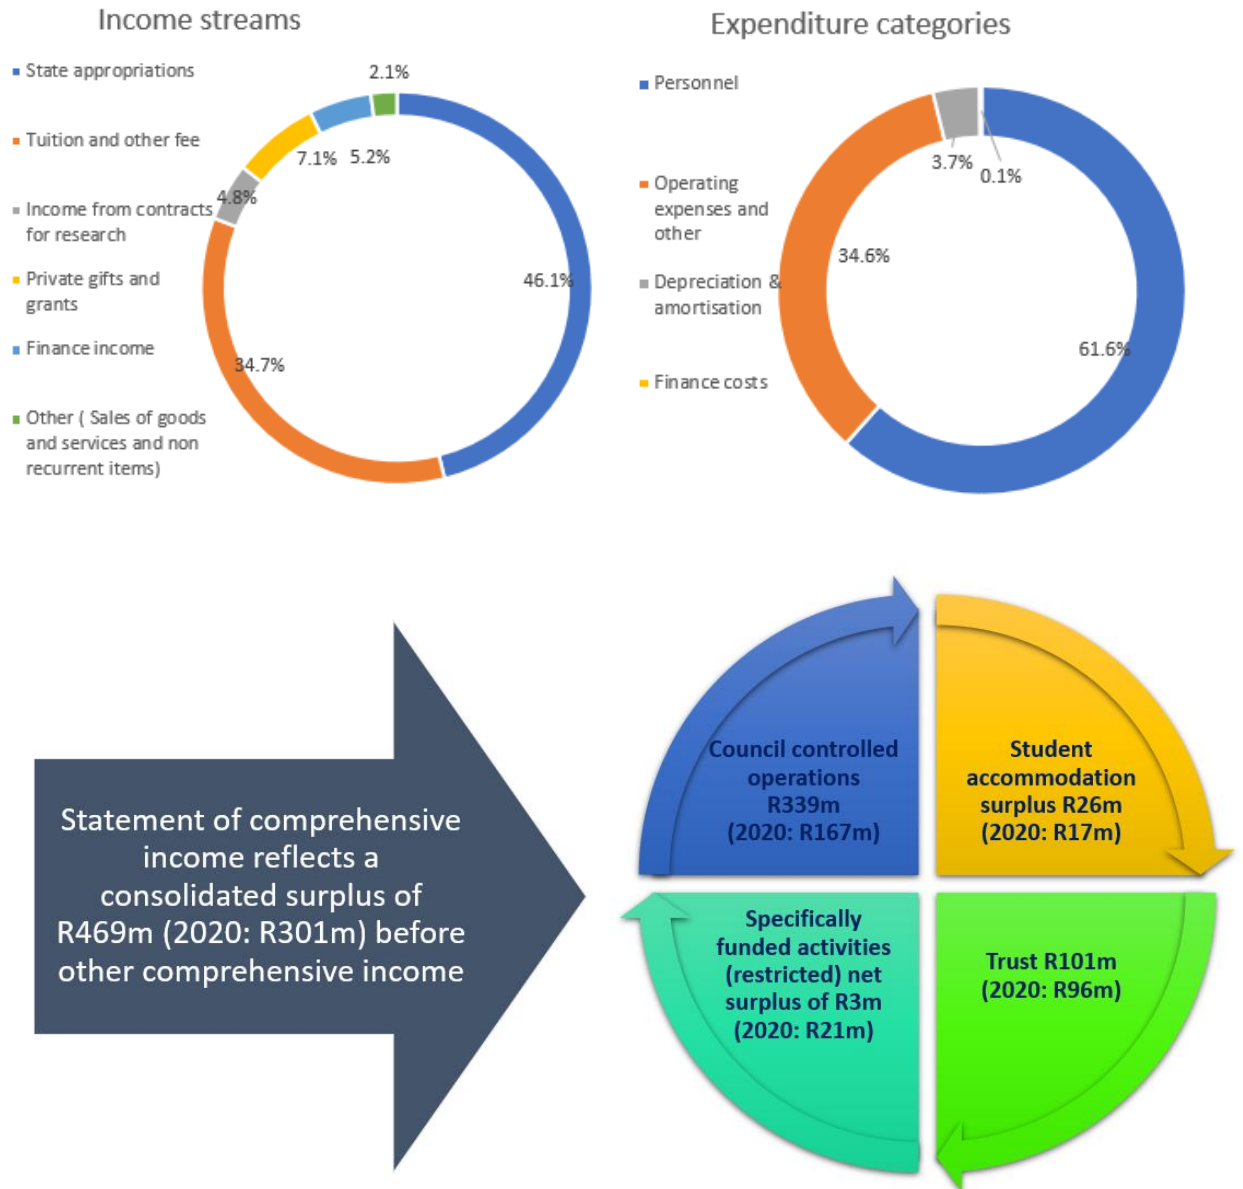 Income streams
State appropriations
Tuition and other fee
Income from contracts
for research
Private gifts and
grants
Finance income
Other ( Sales of goods
and services and non
recurrent items)
2.1%
7.1%
5.2%
4.8%
46.1%
34.7%
Expenditure categories
Personnel
Operating
expenses and
other
Depreciation &
amortisation
Finance costs
3.7%
0.1%
34.6%
61.6%
Statement of comprehensive
income reflects a
consolidated surplus of
R469m (2020: R301m) before
other comprehensive income
Council controlled
operations
R339m
(2020: R167m)
Student
accommodation
surplus R26m
(2020: R17m)
Specifically
funded activities
(restricted) net
surplus of R3m
(2020: R21m)
Trust R101m
(2020: R96m)